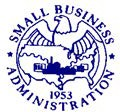 SMALL BUSINESS
1953
ADMINISTRATION